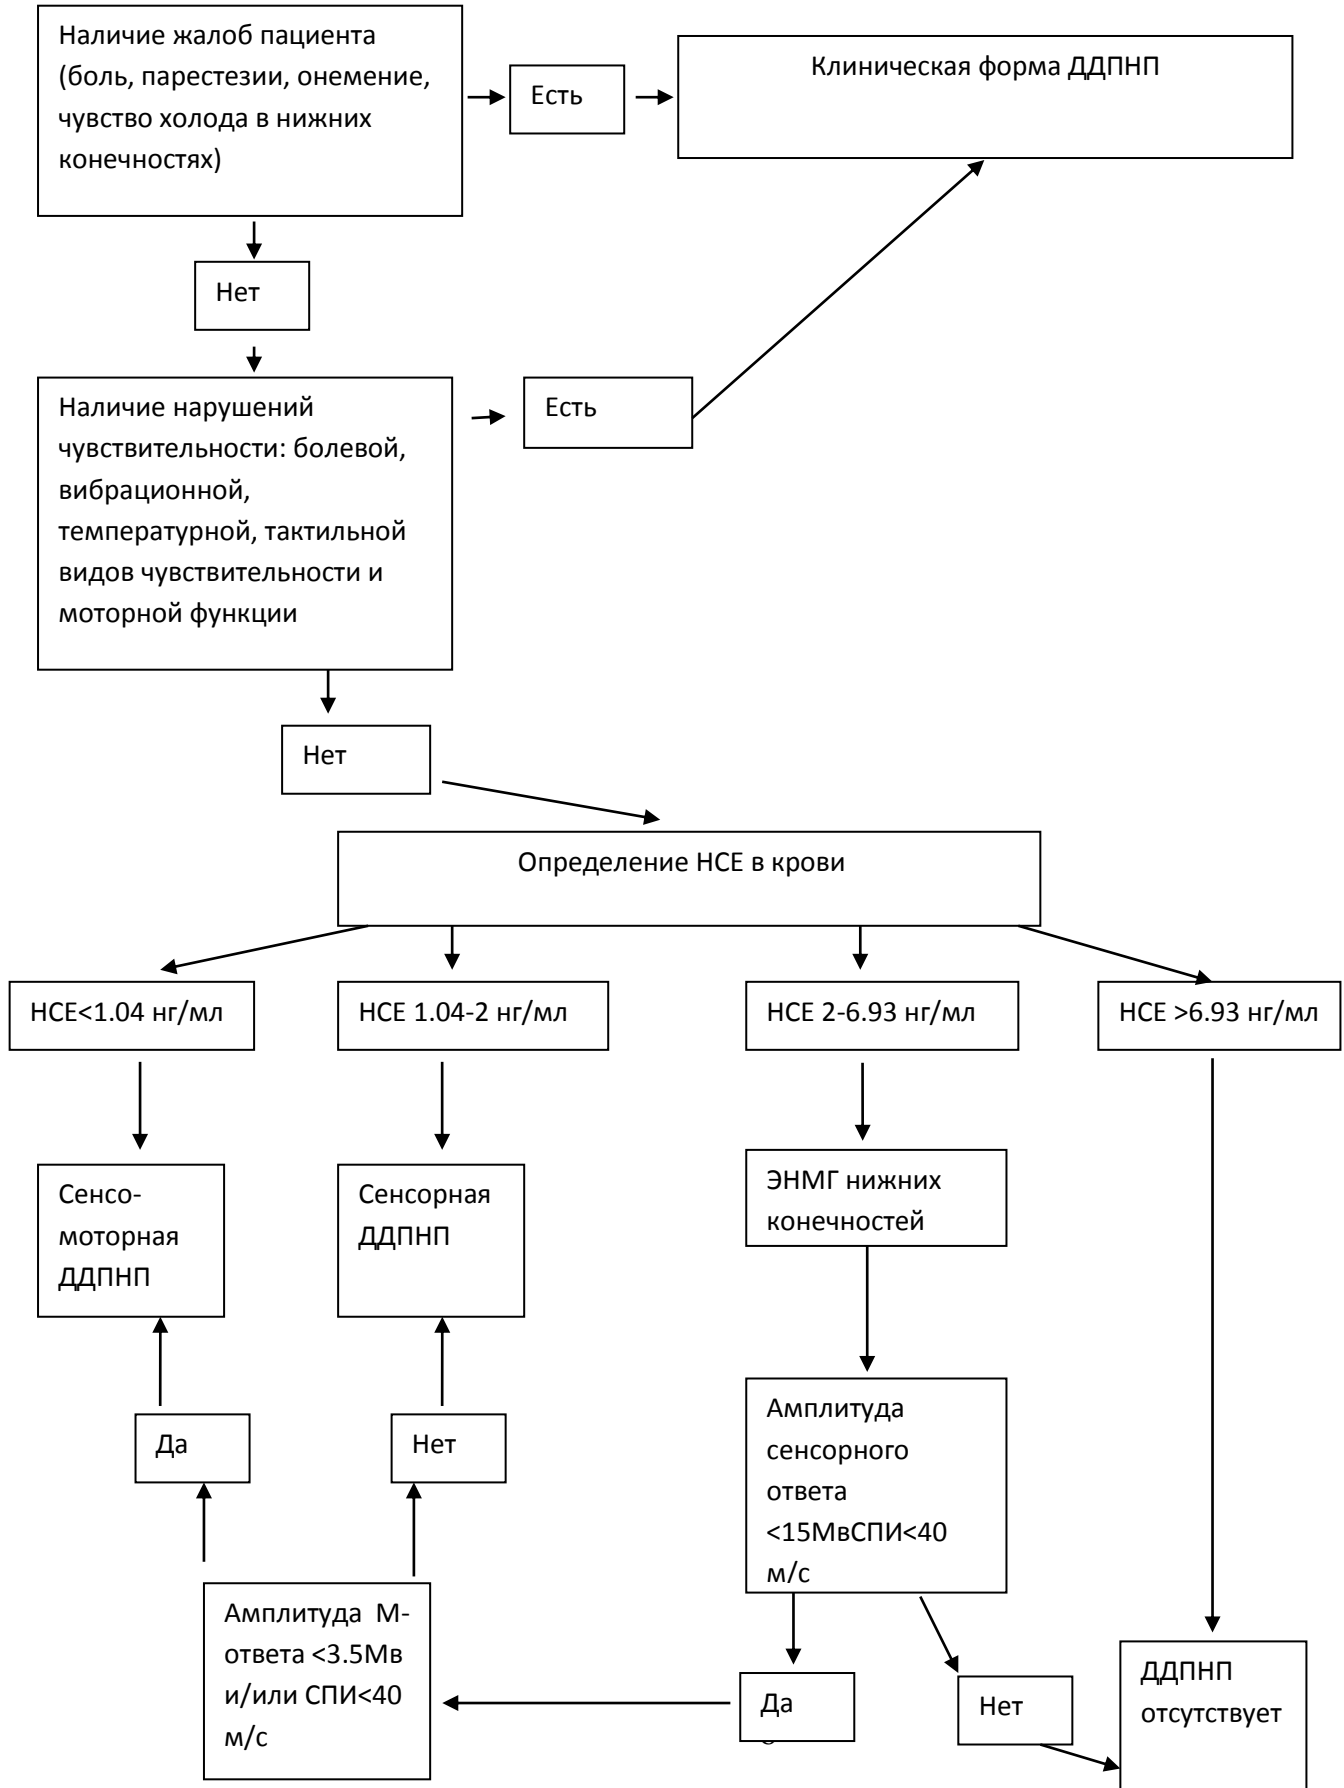 Наличие жалоб пациента
(боль, парестезии, онемение,
чувство холода в нижних
конечностях)
Есть
Клиническая форма ДДПНП
Нет
Наличие нарушений
чувствительности: болевой,
вибрационной,
температурной, тактильной
видов чувствительности и
моторной функции
Есть
Нет
Определение НСЕ в крови
НСЕ<1.04 нг/мл
НСЕ 1.04-2 нг/мл
НСЕ 2-6.93 нг/мл
НСЕ >6.93 нг/мл
Сенсо-
моторная
ДДПНП
Сенсорная
ДДПНП
ЭНМГ нижних
конечностей
Да
Нет
Амплитуда
сенсорного
ответа
<15МвСПИ<40
м/с
Амплитуда М-
ответа <3.5Мв
и/или СПИ<40
м/с
Да
Нет
ДДПНП
отсутствует